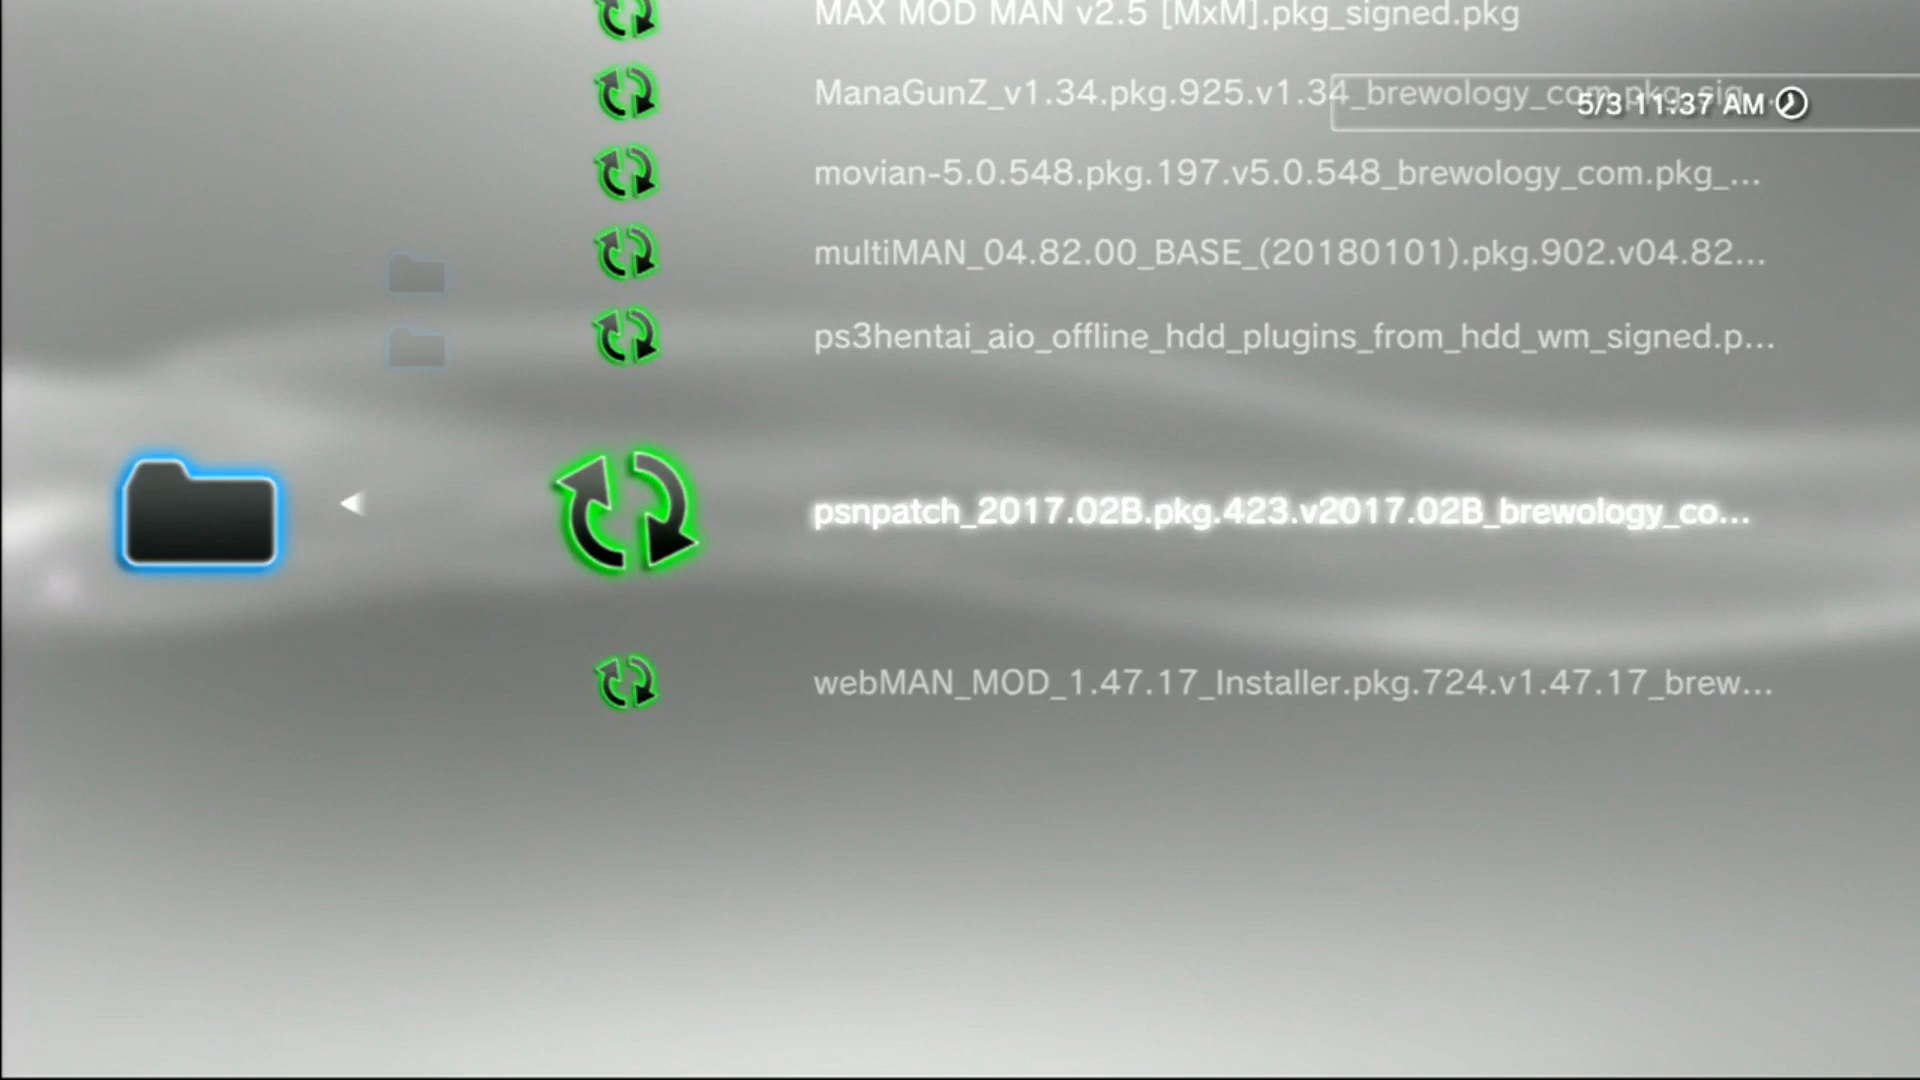 MAX MOD MAN v2.5 [MxM].pkg_signed.pkg
ManaGunZ_v1.34.pkg.925.v1.34_brewology_com.pkg_sig...
5/3 11:37 AM
movian-5.0.548.pkg.197.v5.0.548_brewology_com.pkg_...
multiMAN_04.82.00_BASE_(20180101).pkg.902.v04.82...
ps3hentai_aio_offline_hdd_plugins_from_hdd_wm_signed.p...
psnpatch_2017.02B.pkg.423.v2017.02B_brewology_co...
webMAN_MOD_1.47.17_Installer.pkg.724.v1.47.17_brew...